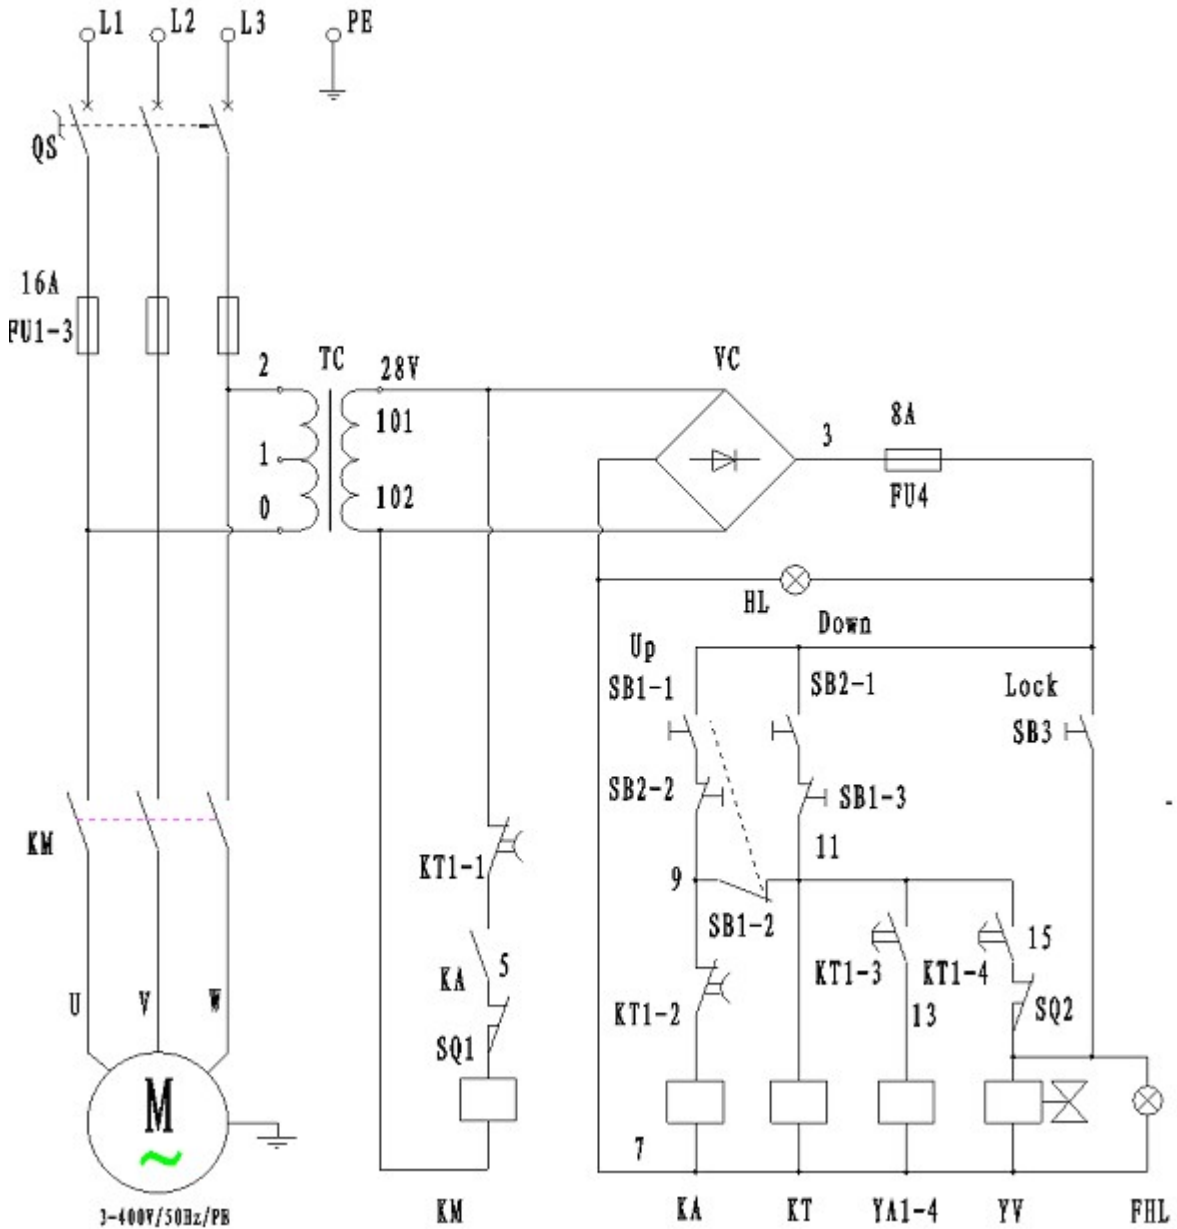 L1 L2 L3 PE
QS
16A
FU1-3
2 TC 28V VC
101 3 8A
1
0 102 FU4
HL
Down
Up
SB1-1 SB2-1 Lock
SB3
SB2-2 SB1-3
KM 11
KT1-1 9
SB1-2
KA 5 KT1-3 KT1-4 15
U V W KT1-2 13 SQ2
SQ1
M
~
7
3-400V/50Hz/PE KM KA KT YA1-4 YV FHL